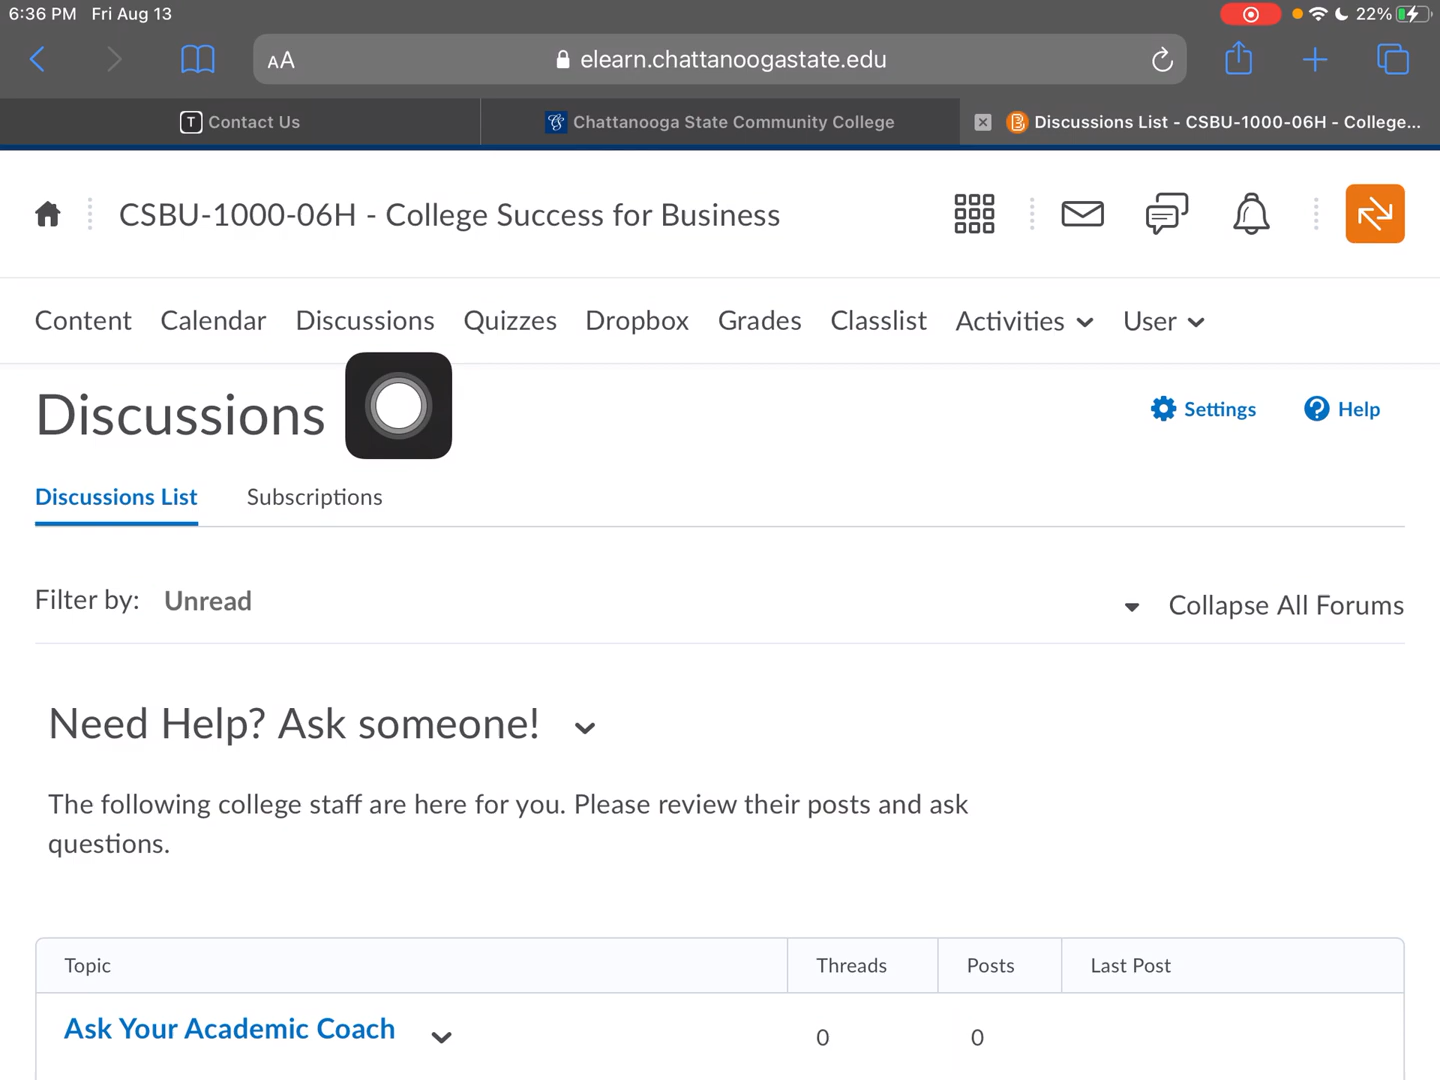 6:36 PM Fri Aug 13 22%
AA elearn.chattanoogastate.edu
T Contact Us Chattanooga State Community College Discussions List - CSBU-1000-06H - College...
CSBU-1000-06H - College Success for Business
Content Calendar Discussions Quizzes Dropbox Grades Classlist Activities User
Discussions Settings Help
Discussions List Subscriptions
Filter by: Unread Collapse All Forums
Need Help? Ask someone!
The following college staff are here for you. Please review their posts and ask
questions.
Topic Threads Posts Last Post
Ask Your Academic Coach 0 0